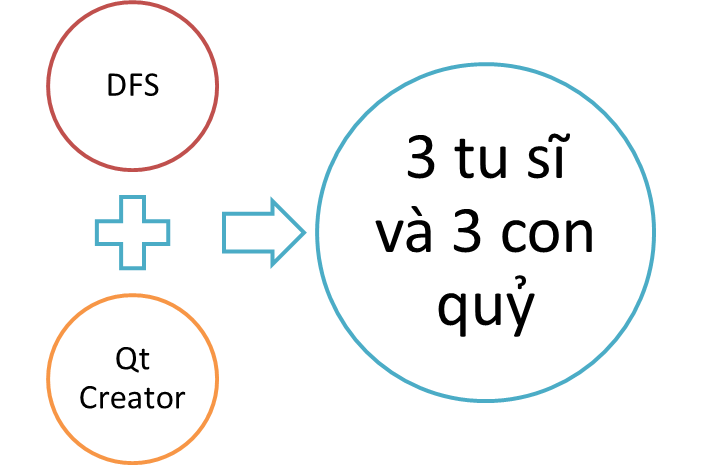 DFS
Qt
Creator
3 tu sĩ
và 3 con
quỷ